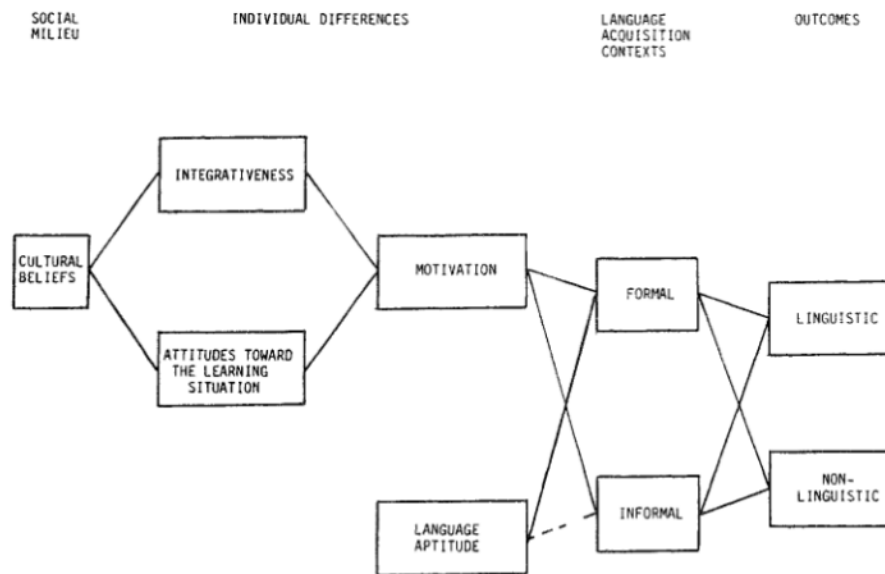 SOCIAL
MILIEU
INDIVIDUAL DIFFERENCES
LANGUAGE
ACQUISITION
CONTEXTS
OUTCOMES
INTEGRATIVENESS
CULTURAL
BELIEFS
MOTIVATION
FORMAL
LINGUISTIC
ATTITUDES TOWARD
THE LEARNING
SITUATION
LANGUAGE
APTITUDE
INFORMAL
NON-
LINGUISTIC